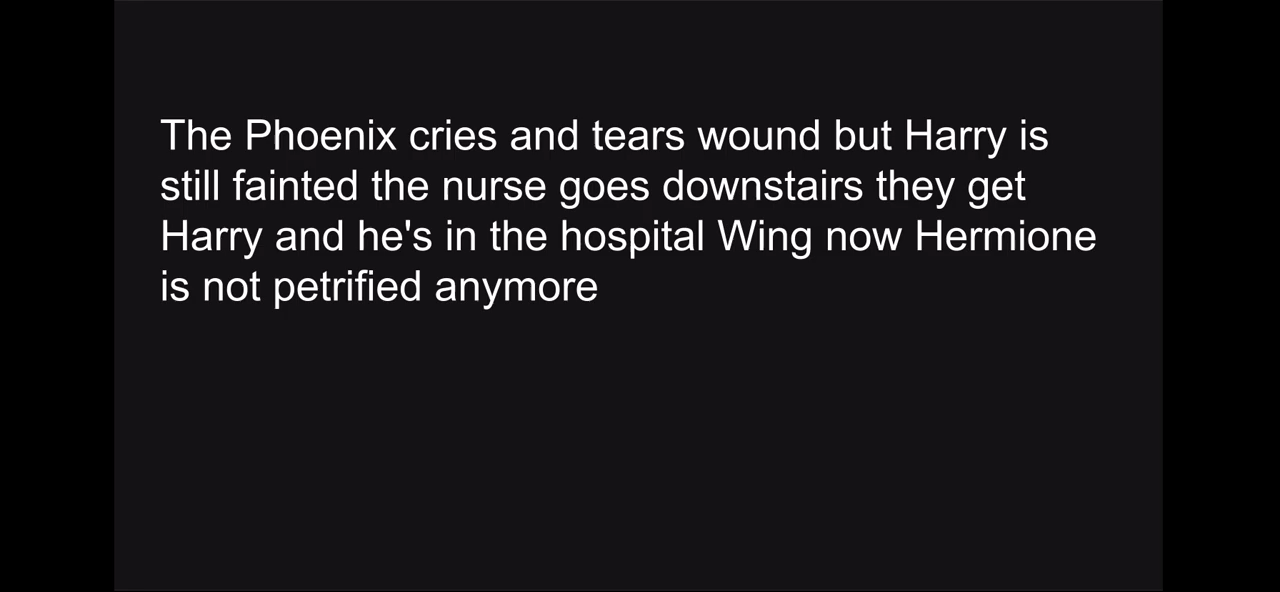 The Phoenix cries and tears wound but Harry is
still fainted the nurse goes downstairs they get
Harry and he's in the hospital Wing now Hermione
is not petrified anymore